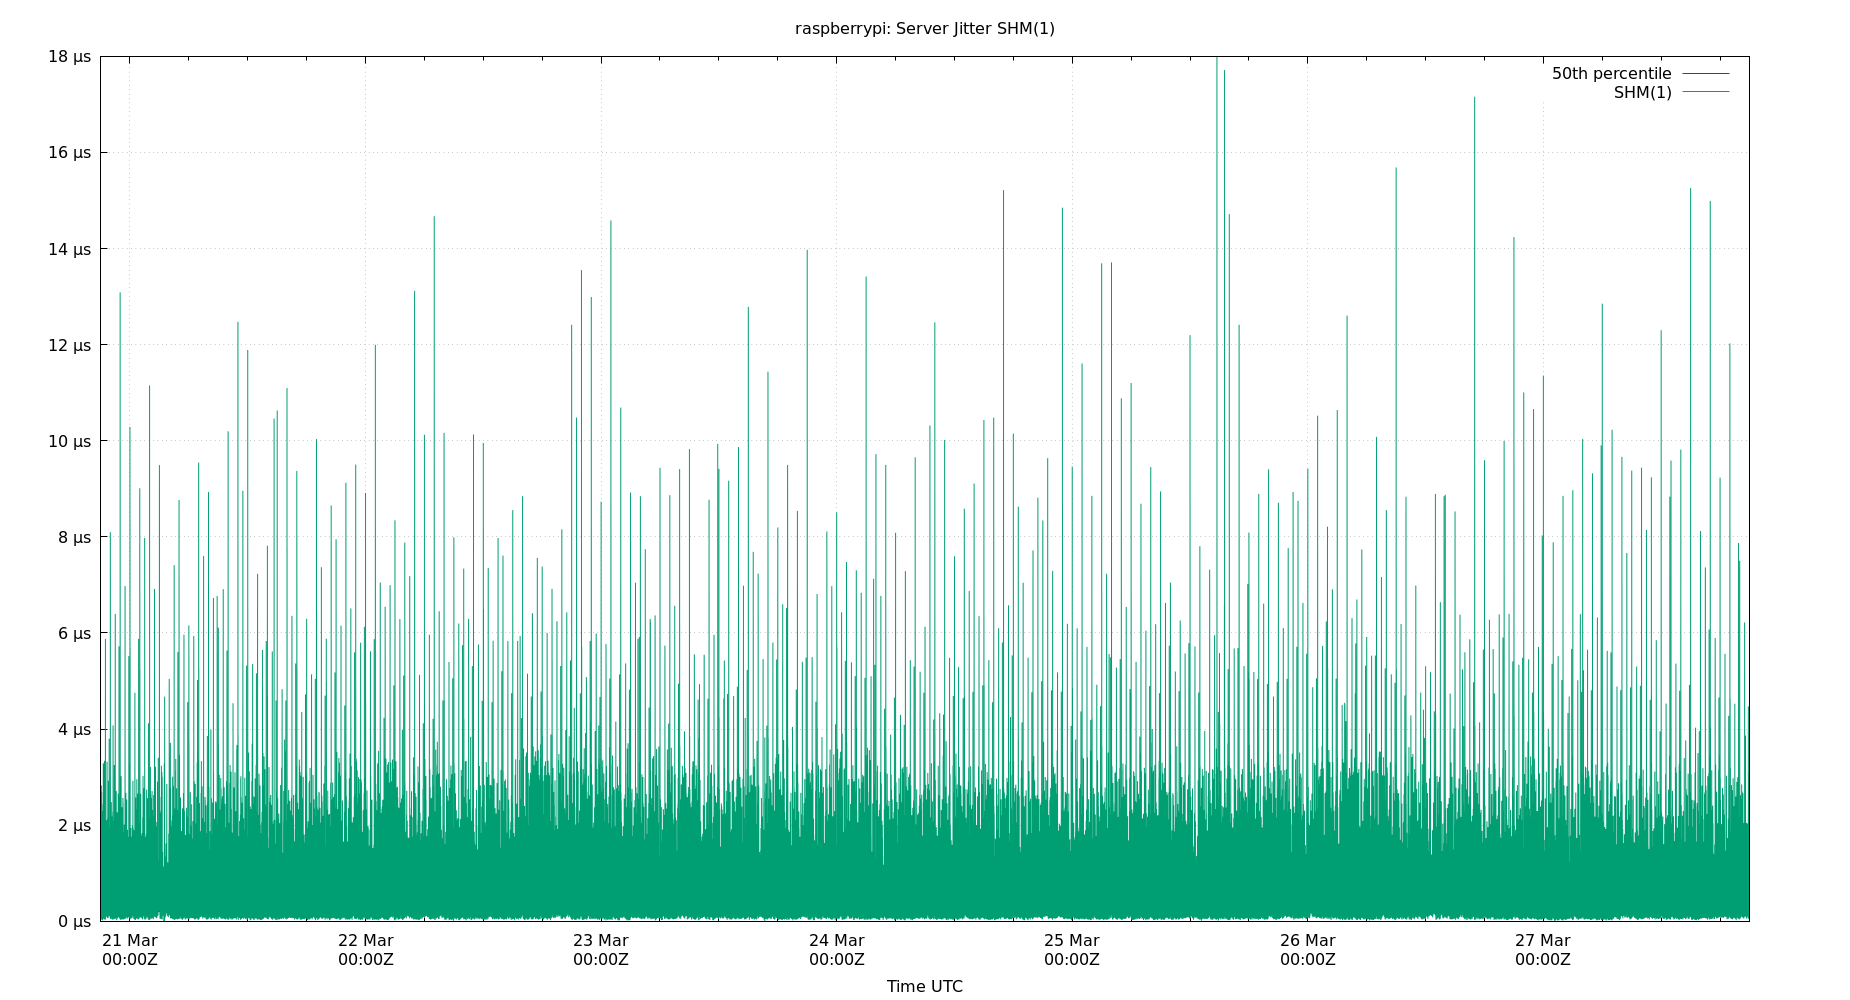 raspberrypi: Server Jitter SHM(1)
50th percentile
SHM(1)
18 µs
16 µs
14 µs
12 µs
10 µs
8 µs
6 µs
4 µs
2 µs
0 µs
21 Mar 22 Mar 23 Mar 24 Mar 25 Mar 26 Mar 27 Mar
00:00Z 00:00Z 00:00Z 00:00Z 00:00Z 00:00Z 00:00Z
Time UTC